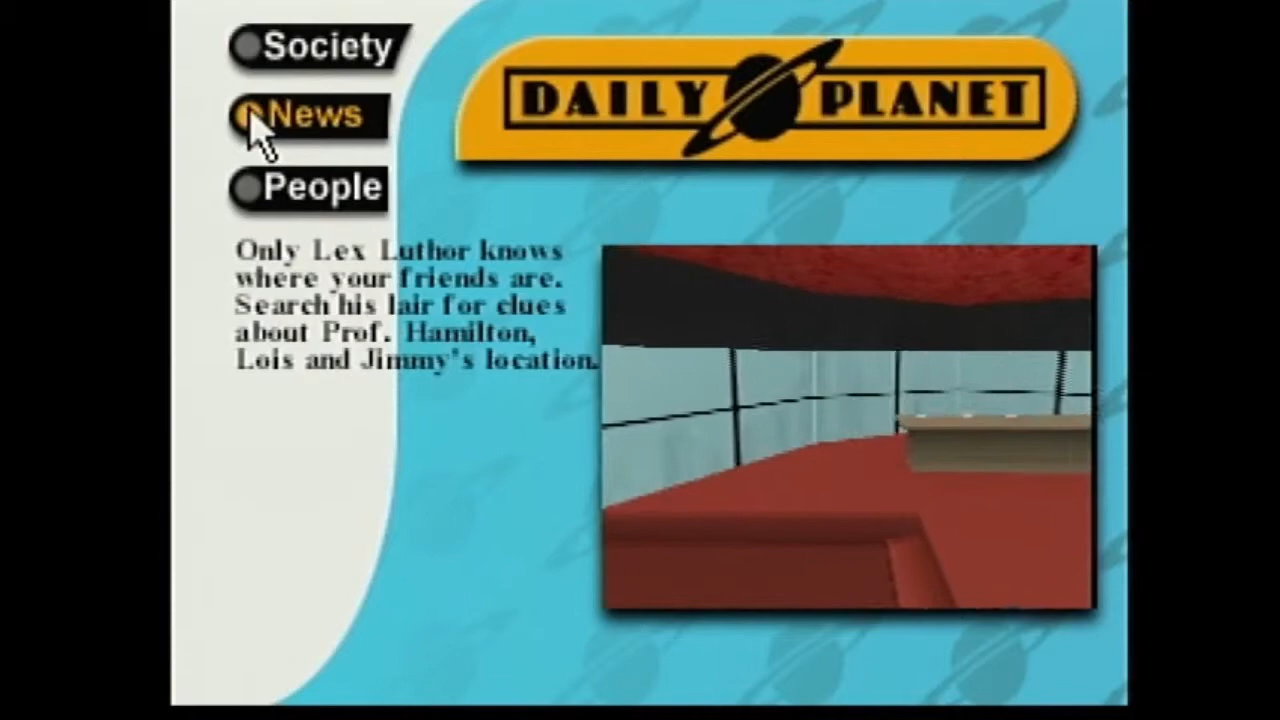 Society
DAILY PLANET
News
People
Only Lex Luthor knows
where your friends are.
Search his lair for clues
about Prof. Hamilton,
Lois and Jimmy's location.